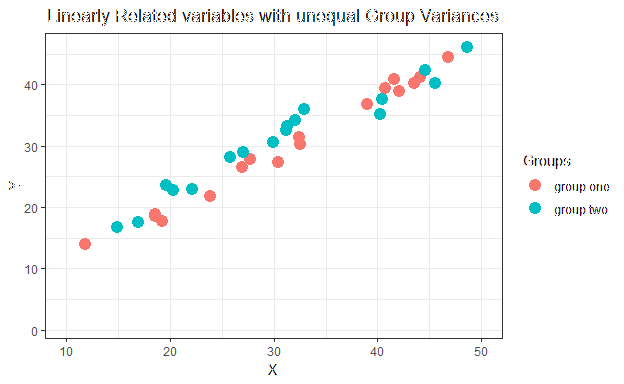 Linearly Related variables with unequal Group Variances
40
30
20
10
0
Y
10 20 30 40 50
X
Groups
group one
group two